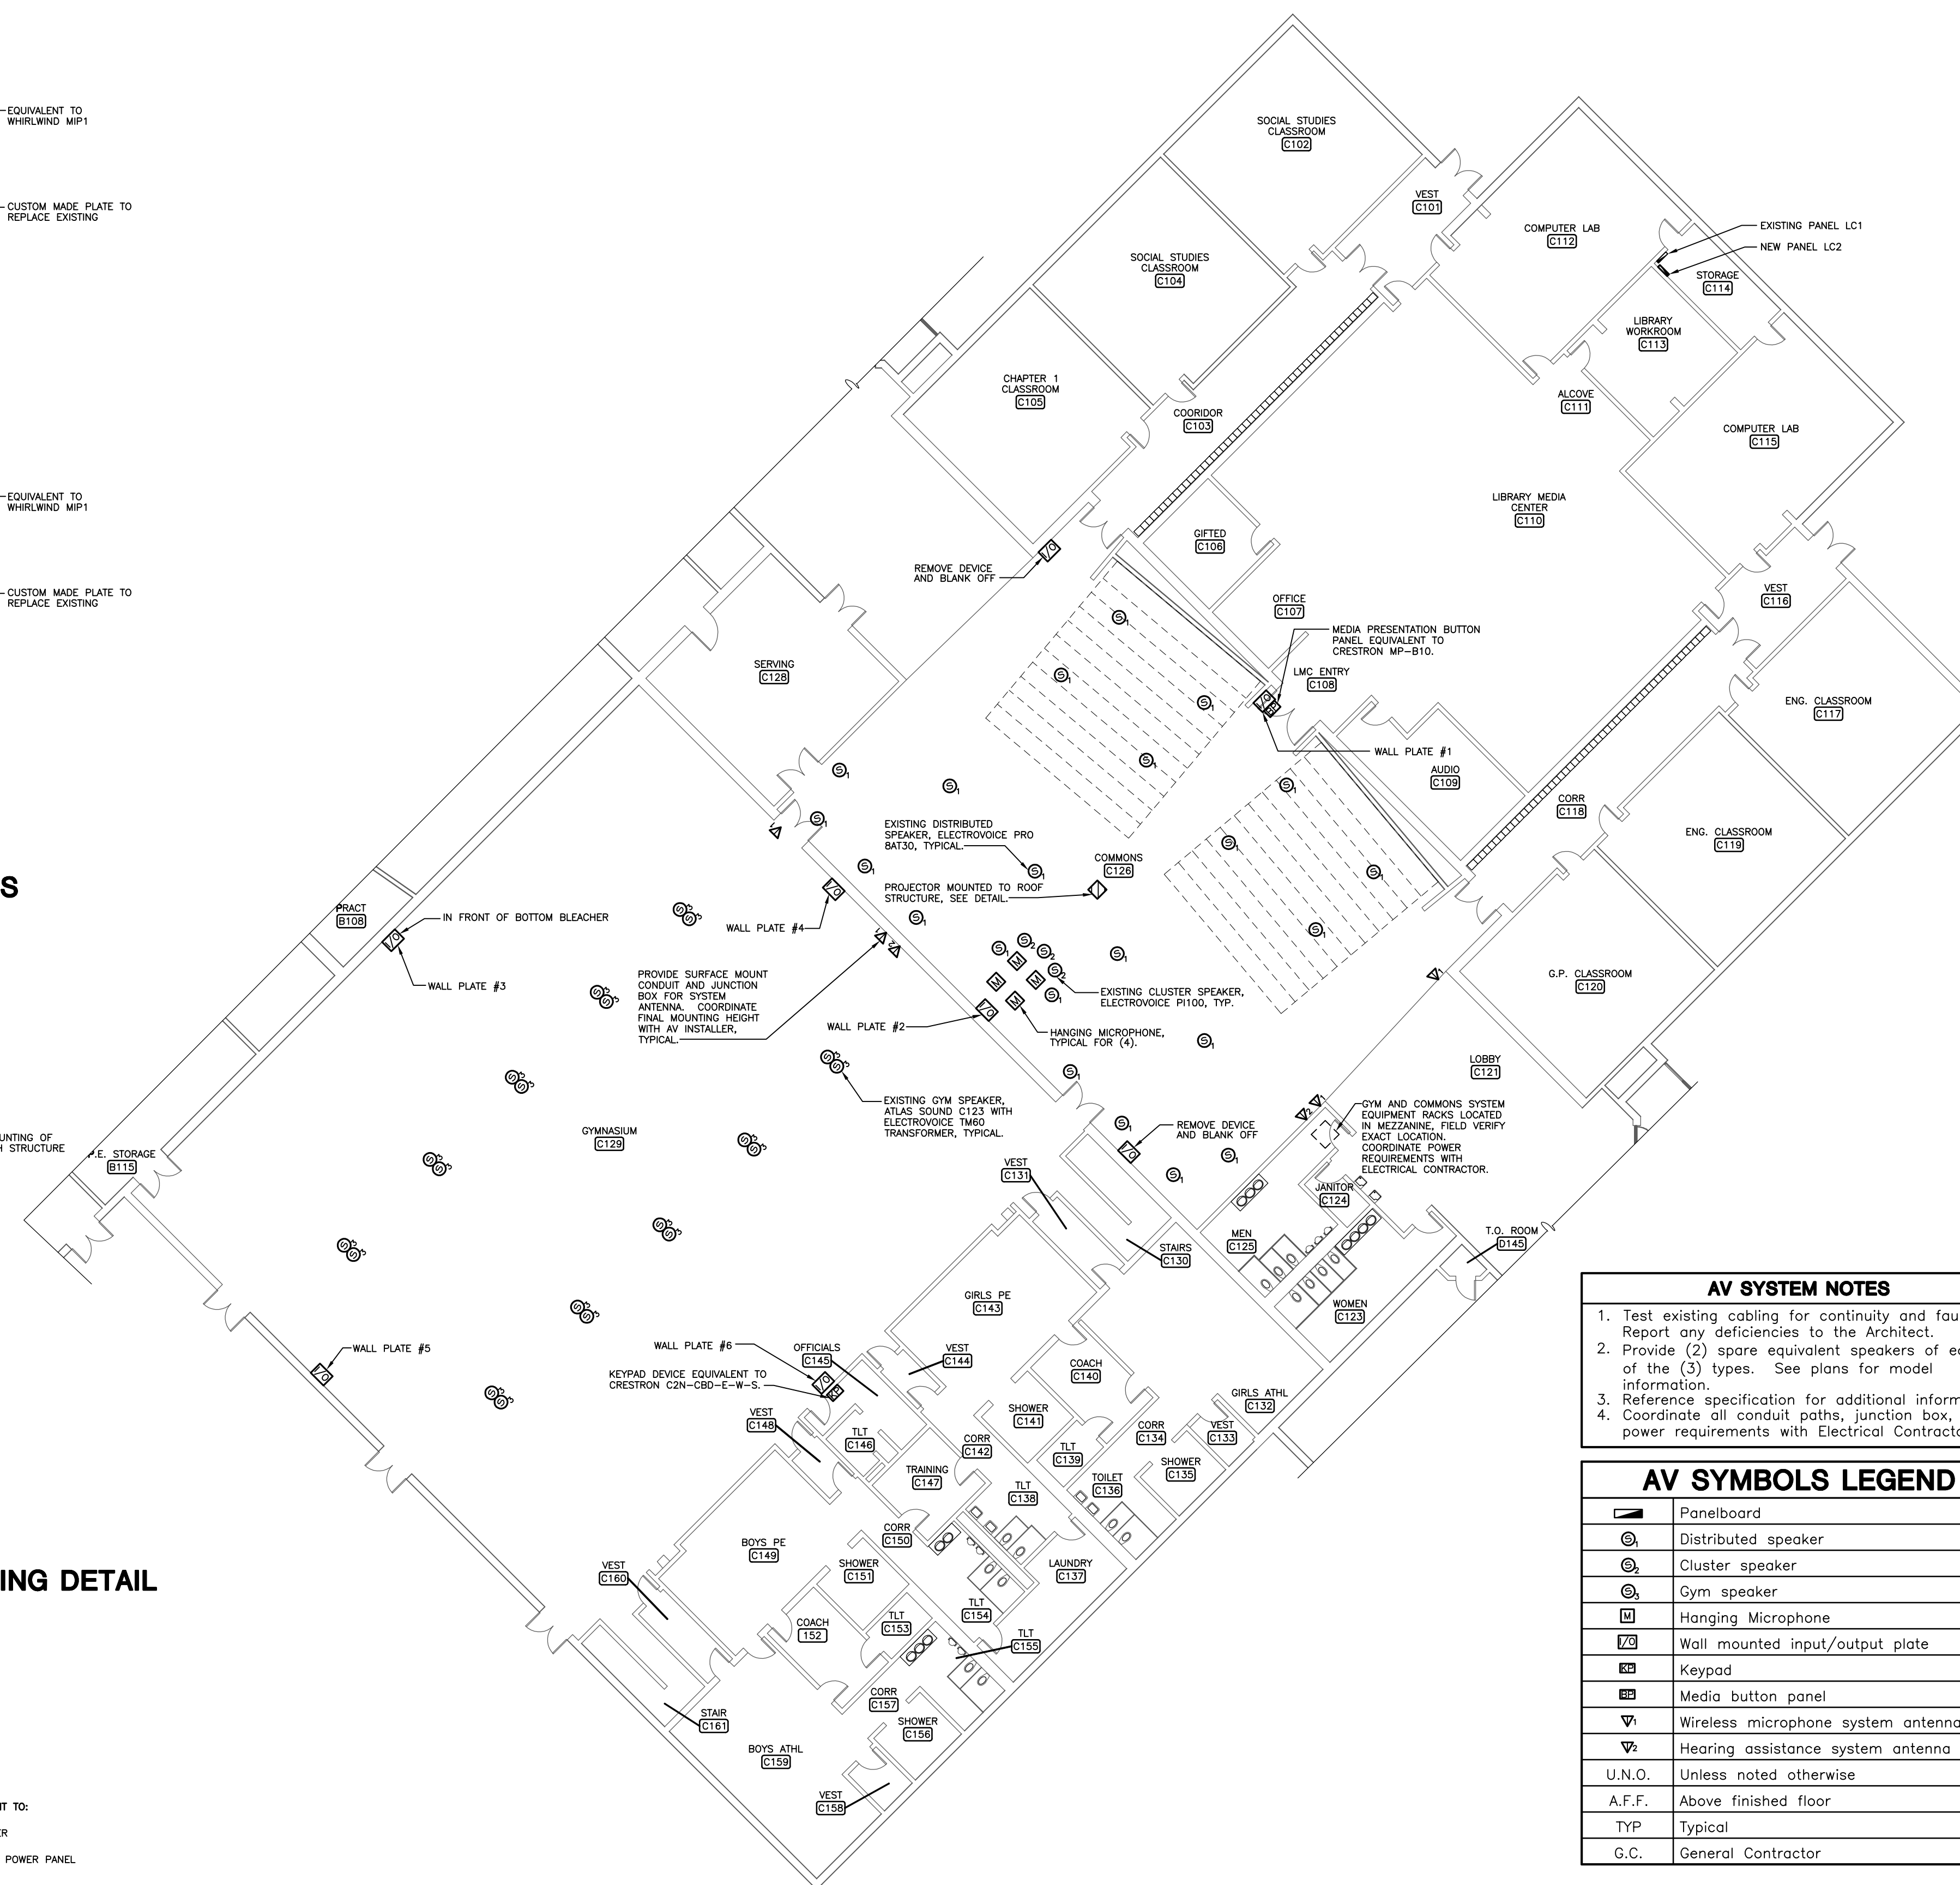 EQUIVALENT TO
WHIRLWIND MIP1
CUSTOM MADE PLATE TO
REPLACE EXISTING
EQUIVALENT TO
WHIRLWIND MIP1
CUSTOM MADE PLATE TO
REPLACE EXISTING
S
UNTING OF
H STRUCTURE
ING DETAIL
T TO:
ER
POWER PANEL
SOCIAL STUDIES
CLASSROOM
C102
VEST
C101
COMPUTER LAB
C112
EXISTING PANEL LC1
NEW PANEL LC2
STORAGE
C114
SOCIAL STUDIES
CLASSROOM
C104
LIBRARY
WORKROOM
C113
CHAPTER 1
CLASSROOM
C105
COORIDOR
C103
ALCOVE
C111
COMPUTER LAB
C115
LIBRARY MEDIA
CENTER
C110
GIFTED
C106
I/O
REMOVE DEVICE
AND BLANK OFF
OFFICE
C107
VEST
C116
MEDIA PRESENTATION BUTTON
PANEL EQUIVALENT TO
CRESTRON MP-B10.
SERVING
C128
LMC ENTRY
C108
I/O
BP
ENG. CLASSROOM
C117
WALL PLATE #1
AUDIO
C109
CORR
C118
ENG. CLASSROOM
C119
EXISTING DISTRIBUTED
SPEAKER, ELECTROVOICE PRO
8AT30, TYPICAL.
COMMONS
C126
PROJECTOR MOUNTED TO ROOF
STRUCTURE, SEE DETAIL.
PRACT
B108
IN FRONT OF BOTTOM BLEACHER
I/O
WALL PLATE #4
I/O
WALL PLATE #3
PROVIDE SURFACE MOUNT
CONDUIT AND JUNCTION
BOX FOR SYSTEM
ANTENNA. COORDINATE
FINAL MOUNTING HEIGHT
WITH AV INSTALLER,
TYPICAL.
G.P. CLASSROOM
C120
M
M
M
M
EXISTING CLUSTER SPEAKER,
ELECTROVOICE PI100, TYP.
I/O
WALL PLATE #2
HANGING MICROPHONE,
TYPICAL FOR (4).
LOBBY
C121
EXISTING GYM SPEAKER,
ATLAS SOUND C123 WITH
ELECTROVOICE TM60
TRANSFORMER, TYPICAL.
GYM AND COMMONS SYSTEM
EQUIPMENT RACKS LOCATED
IN MEZZANINE, FIELD VERIFY
EXACT LOCATION.
COORDINATE POWER
REQUIREMENTS WITH
ELECTRICAL CONTRACTOR.
GYMNASIUM
C129
REMOVE DEVICE
AND BLANK OFF
I/O
P.E. STORAGE
B115
VEST
C131
JANITOR
C124
T.O. ROOM
D145
MEN
C125
STAIRS
C130
WOMEN
C123
GIRLS PE
C143
I/O
WALL PLATE #5
WALL PLATE #6
I/O
KP
KEYPAD DEVICE EQUIVALENT TO
CRESTRON C2N-CBD-E-W-S.
OFFICIALS
C145
VEST
C144
COACH
C140
GIRLS ATHL
C132
SHOWER
C141
VEST
C148
TLT
C146
CORR
C142
CORR
C134
VEST
C133
TLT
C139
TRAINING
C147
SHOWER
C135
TLT
C138
TOILET
C136
CORR
C150
BOYS PE
C149
VEST
C160
SHOWER
C151
LAUNDRY
C137
TLT
C154
COACH
152
TLT
C153
TLT
C155
CORR
C157
STAIR
C161
SHOWER
C156
BOYS ATHL
C159
VEST
C158
AV SYSTEM NOTES
1. Test existing cabling for continuity and fau
Report any deficiencies to the Architect.
2. Provide (2) spare equivalent speakers of e
of the (3) types. See plans for model
information.
3. Reference specification for additional inform
4. Coordinate all conduit paths, junction box,
power requirements with Electrical Contracto
AV SYMBOLS LEGEND
Panelboard
S1 Distributed speaker
S2 Cluster speaker
S3 Gym speaker
M Hanging Microphone
I/O Wall mounted input/output plate
KP Keypad
BP Media button panel
1 Wireless microphone system antenna
2 Hearing assistance system antenna
U.N.O. Unless noted otherwise
A.F.F. Above finished floor
TYP Typical
G.C. General Contractor